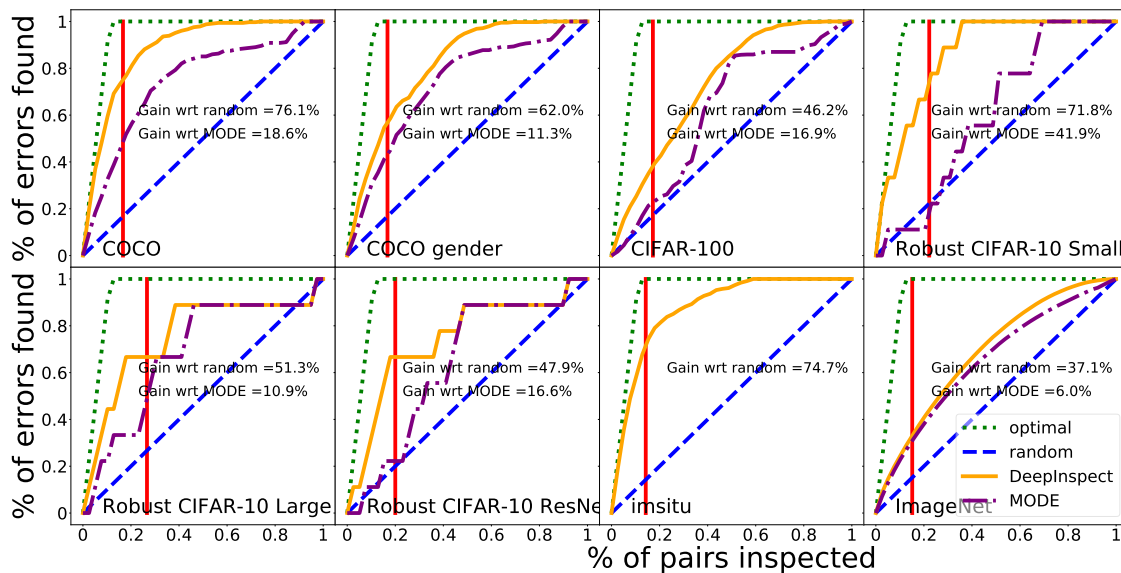 % of errors found
1
0.8
0.6
0.4
0.2
0
Gain wrt random =76.1%
Gain wrt MODE =18.6%
COCO
Gain wrt random =62.0%
Gain wrt MODE =11.3%
COCO gender
Gain wrt random =46.2%
Gain wrt MODE =16.9%
CIFAR-100
Gain wrt random =71.8%
Gain wrt MODE =41.9%
Robust CIFAR-10 Small
% of errors found
1
0.8
0.6
0.4
0.2
0
Gain wrt random =51.3%
Gain wrt MODE =10.9%
Robust CIFAR-10 Large
Gain wrt random =47.9%
Gain wrt MODE =16.6%
Robust CIFAR-10 ResNe
Gain wrt random =74.7%
imsitu
Gain wrt random =37.1%
Gain wrt MODE =6.0%
optimal
random
DeepInspect
MODE
ImageNet
0 0.2 0.4 0.6 0.8 1
0 0.2 0.4 0.6 0.8 1
0 0.2 0.4 0.6 0.8 1
0 0.2 0.4 0.6 0.8 1
% of pairs inspected